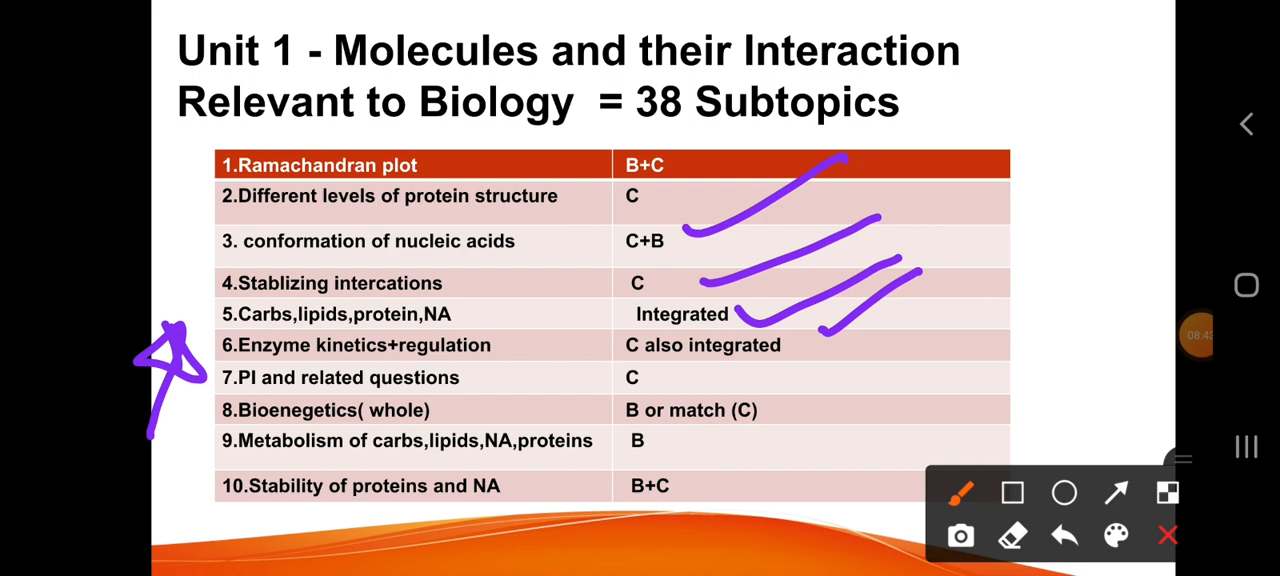 Unit 1 - Molecules and their Interaction
Relevant to Biology = 38 Subtopics
1.Ramachandran plot B+C
2.Different levels of protein structure C
3. conformation of nucleic acids C+B
4.Stablizing intercations C
5.Carbs,lipids,protein,NA Integrated
6.Enzyme kinetics+regulation C also integrated
7.PI and related questions C
8.Bioenegetics( whole) B or match (C)
9.Metabolism of carbs,lipids,NA,proteins B
10.Stability of proteins and NA B+C
08:43